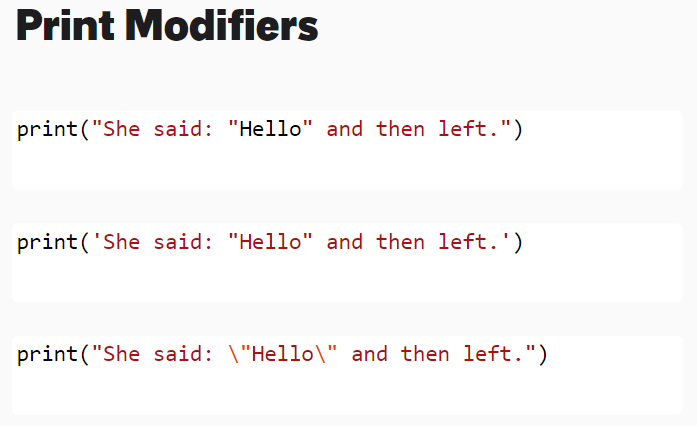 Print Modifiers
print("She said: "Hello" and then left.")
print('She said: "Hello" and then left.')
print("She said: \"Hello\" and then left.")